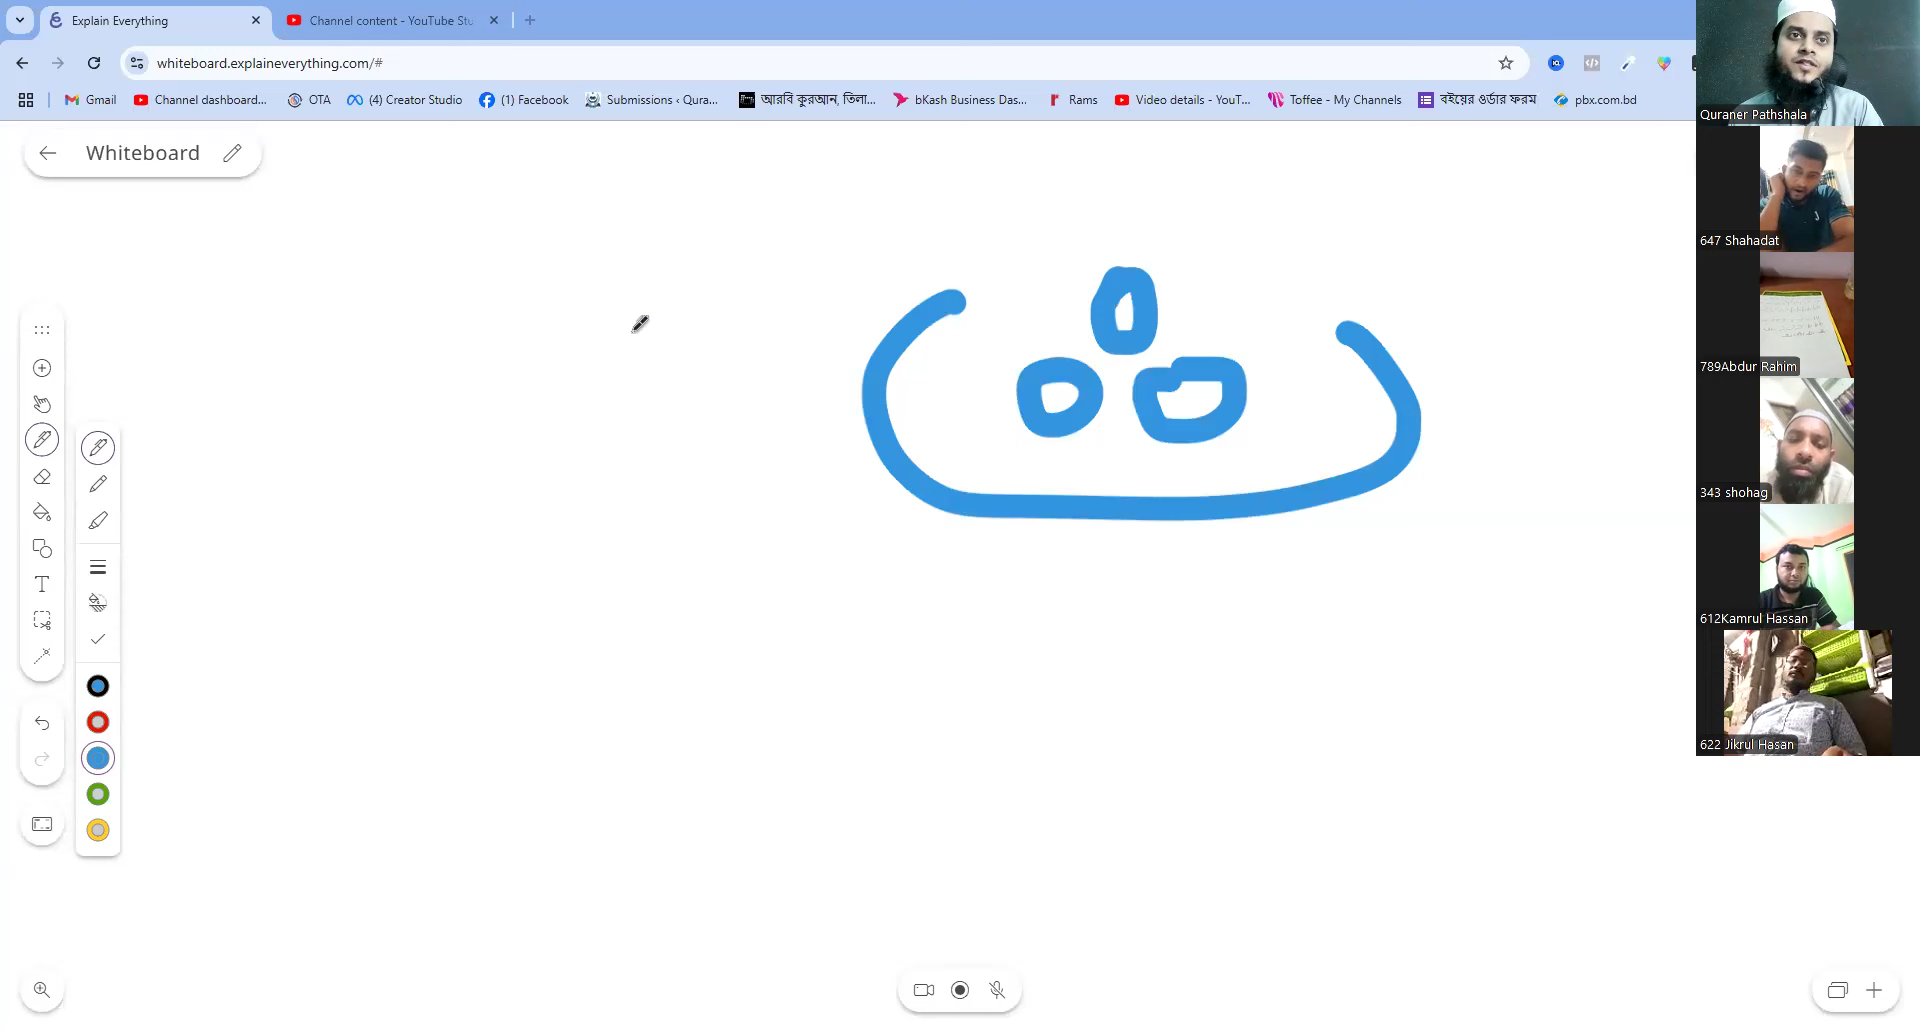 Explain Everything
Channel content - YouTube Stu
whiteboard.explaineverything.com/#
Gmail
Channel dashboard...
OTA
(4) Creator Studio
(1) Facebook
Submissions ‹ Qura...
আরবি কুরআন, তিলা...
bKash Business Das...
Rams
Video details - YouT...
Toffee - My Channels
বইয়ের ওর্ডার ফরম
pbx.com.bd
Whiteboard
ث
T
Quraner Pathshala
647 Shahadat
789Abdur Rahim
343 shohag
612Kamrul Hassan
622 Jikrul Hasan